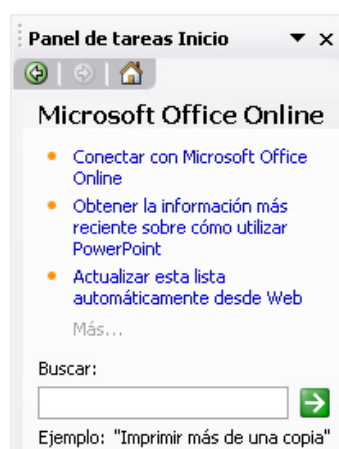 Panel de tareas Inicio
Microsoft Office Online
Conectar con Microsoft Office
Online
Obtener la información más
reciente sobre cómo utilizar
PowerPoint
Actualizar esta lista
automáticamente desde Web
Más...
Buscar:
Ejemplo: "Imprimir más de una copia"